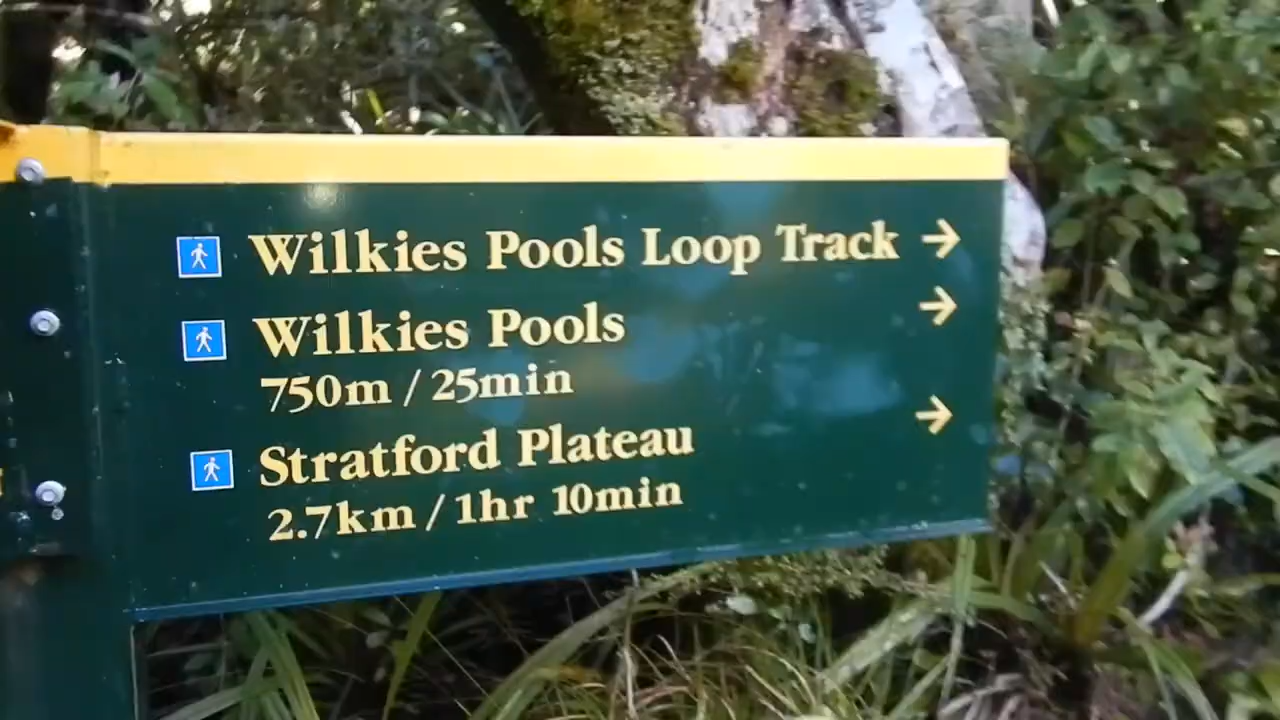 Wilkies Pools Loop Track →
Wilkies Pools →
750m / 25min
Stratford Plateau →
2.7km / 1hr 10min